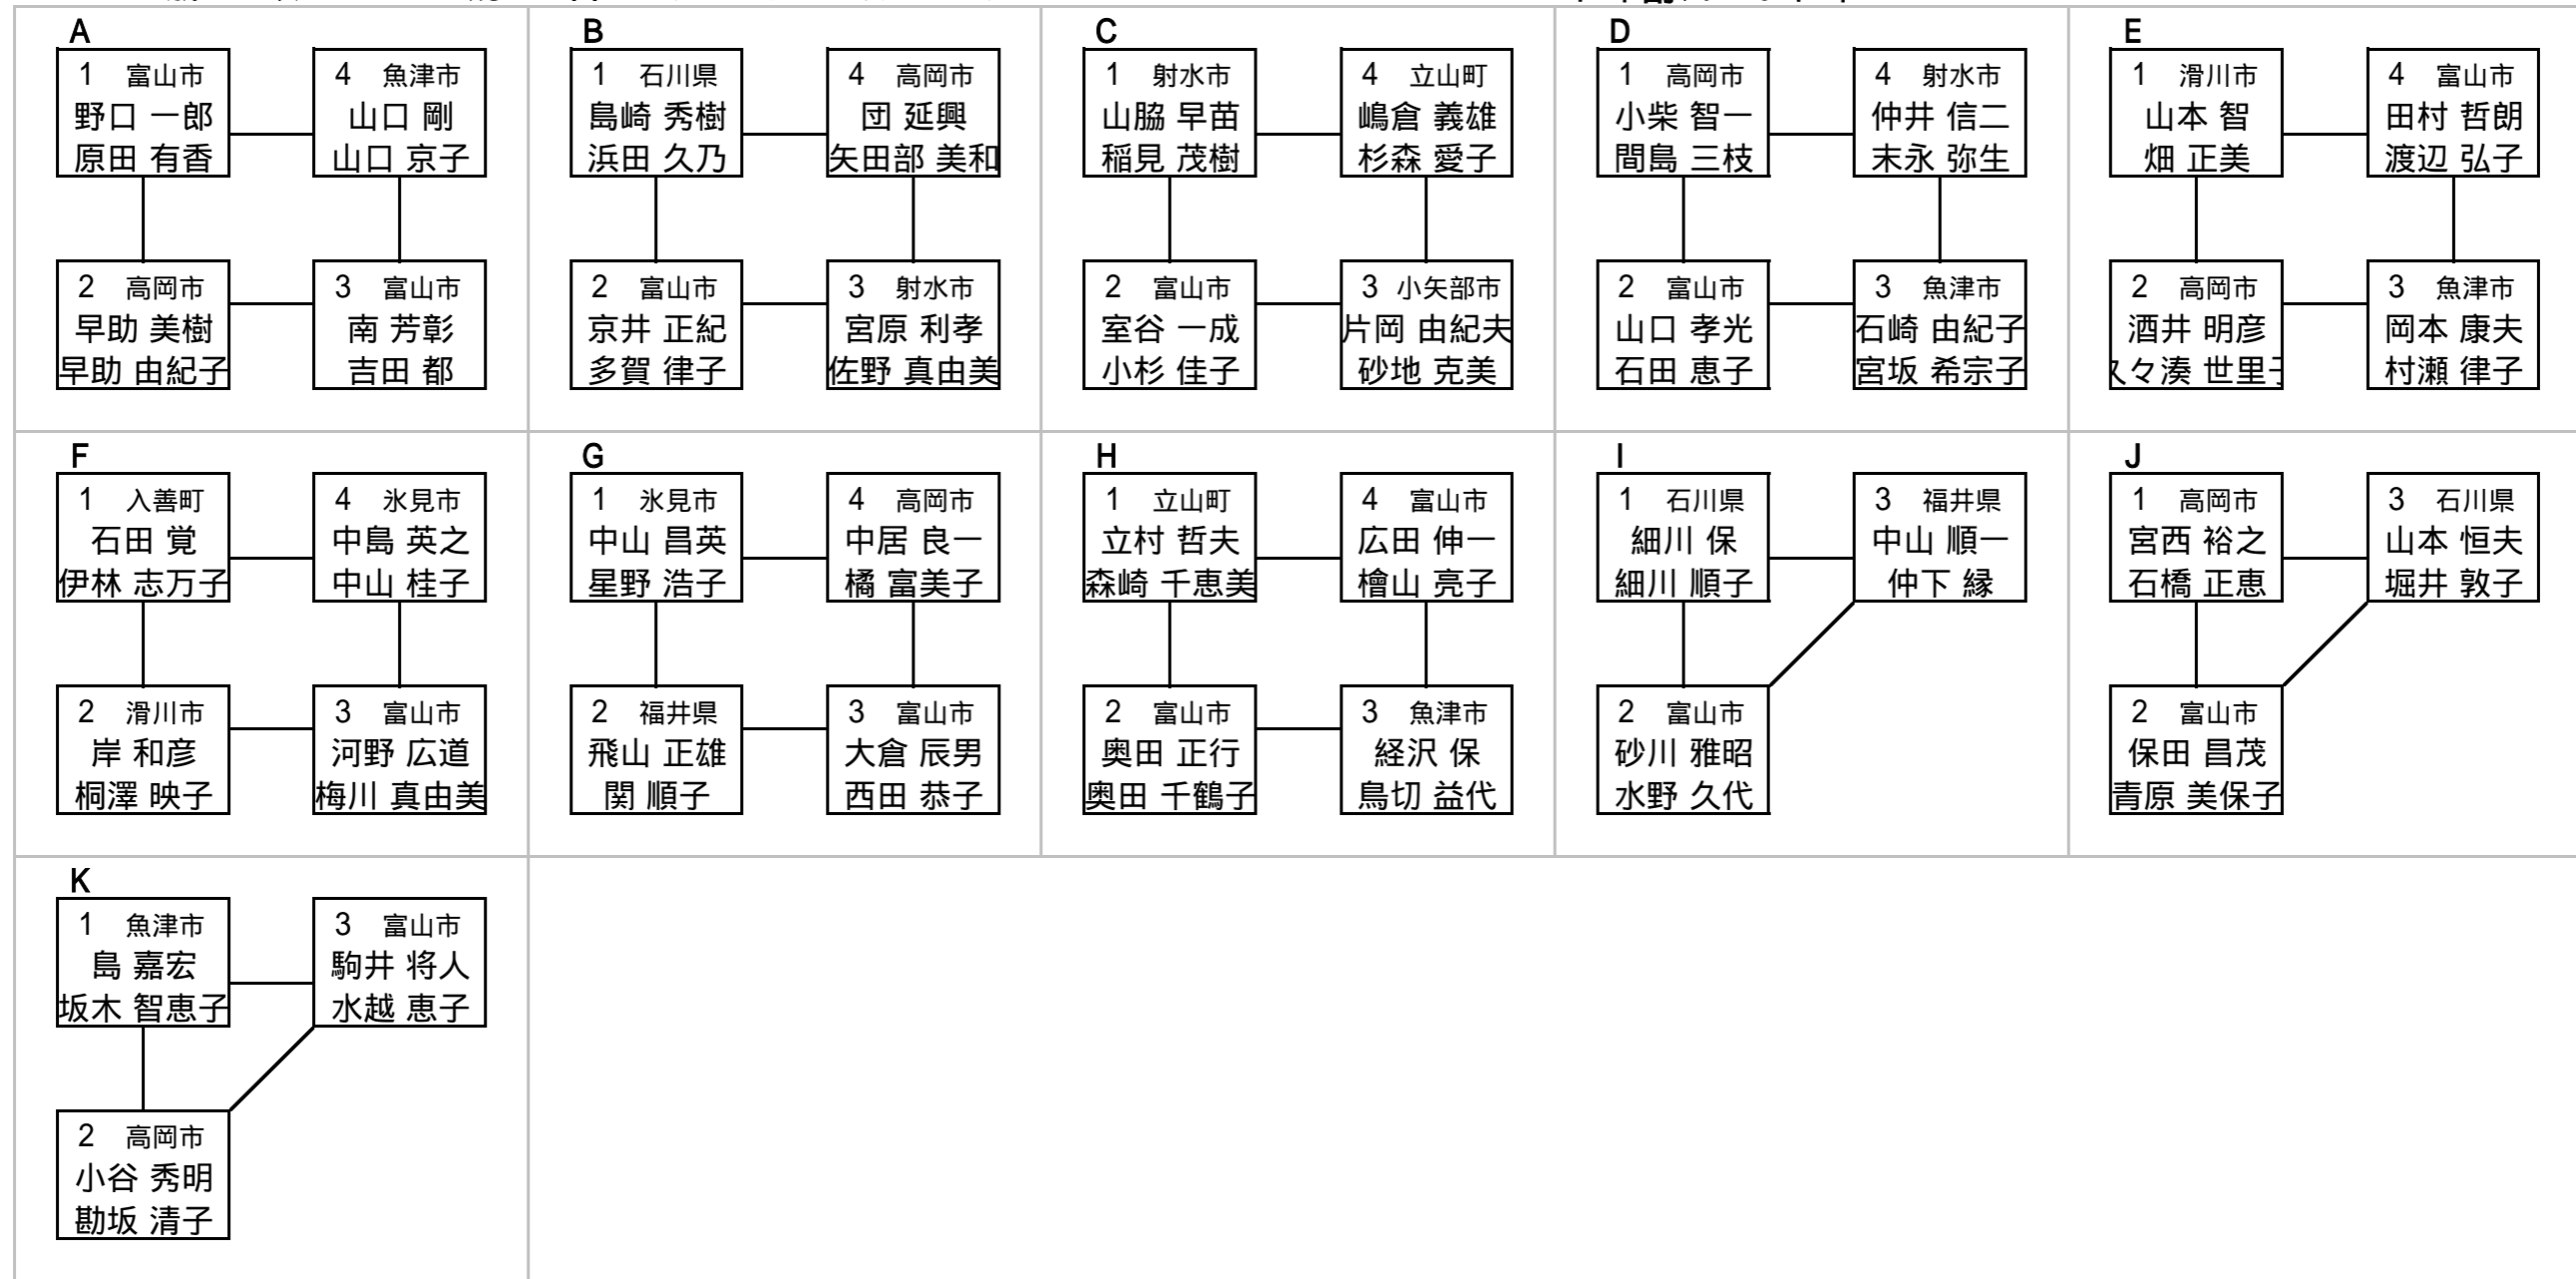 A
1 富山市
野口 一郎
原田 有香
4 魚津市
山口 剛
山口 京子
2 高岡市
早助 美樹
早助 由紀子
3 富山市
南 芳彰
吉田 都
B
1 石川県
島崎 秀樹
浜田 久乃
4 高岡市
団 延興
矢田部 美和
2 富山市
京井 正紀
多賀 律子
3 射水市
宮原 利孝
佐野 真由美
C
1 射水市
山脇 早苗
稲見 茂樹
4 立山町
嶋倉 義雄
杉森 愛子
2 富山市
室谷 一成
小杉 佳子
3 小矢部市
片岡 由紀夫
砂地 克美
D
1 高岡市
小柴 智一
間島 三枝
4 射水市
仲井 信二
末永 弥生
2 富山市
山口 孝光
石田 恵子
3 魚津市
石崎 由紀子
宮坂 希宗子
E
1 滑川市
山本 智
畑 正美
4 富山市
田村 哲朗
渡辺 弘子
2 高岡市
酒井 明彦
久々湊 世里子
3 魚津市
岡本 康夫
村瀬 律子
F
1 入善町
石田 覚
伊林 志万子
4 氷見市
中島 英之
中山 桂子
2 滑川市
岸 和彦
桐澤 映子
3 富山市
河野 広道
梅川 真由美
G
1 氷見市
中山 昌英
星野 浩子
4 高岡市
中居 良一
橘 富美子
2 福井県
飛山 正雄
関 順子
3 富山市
大倉 辰男
西田 恭子
H
1 立山町
立村 哲夫
森崎 千恵美
4 富山市
広田 伸一
檜山 亮子
2 富山市
奥田 正行
奥田 千鶴子
3 魚津市
経沢 保
鳥切 益代
I
1 石川県
細川 保
細川 順子
3 福井県
中山 順一
仲下 縁
2 富山市
砂川 雅昭
水野 久代
J
1 高岡市
宮西 裕之
石橋 正恵
3 石川県
山本 恒夫
堀井 敦子
2 富山市
保田 昌茂
青原 美保子
K
1 魚津市
島 嘉宏
坂木 智恵子
3 富山市
駒井 将人
水越 恵子
2 高岡市
小谷 秀明
勘坂 清子